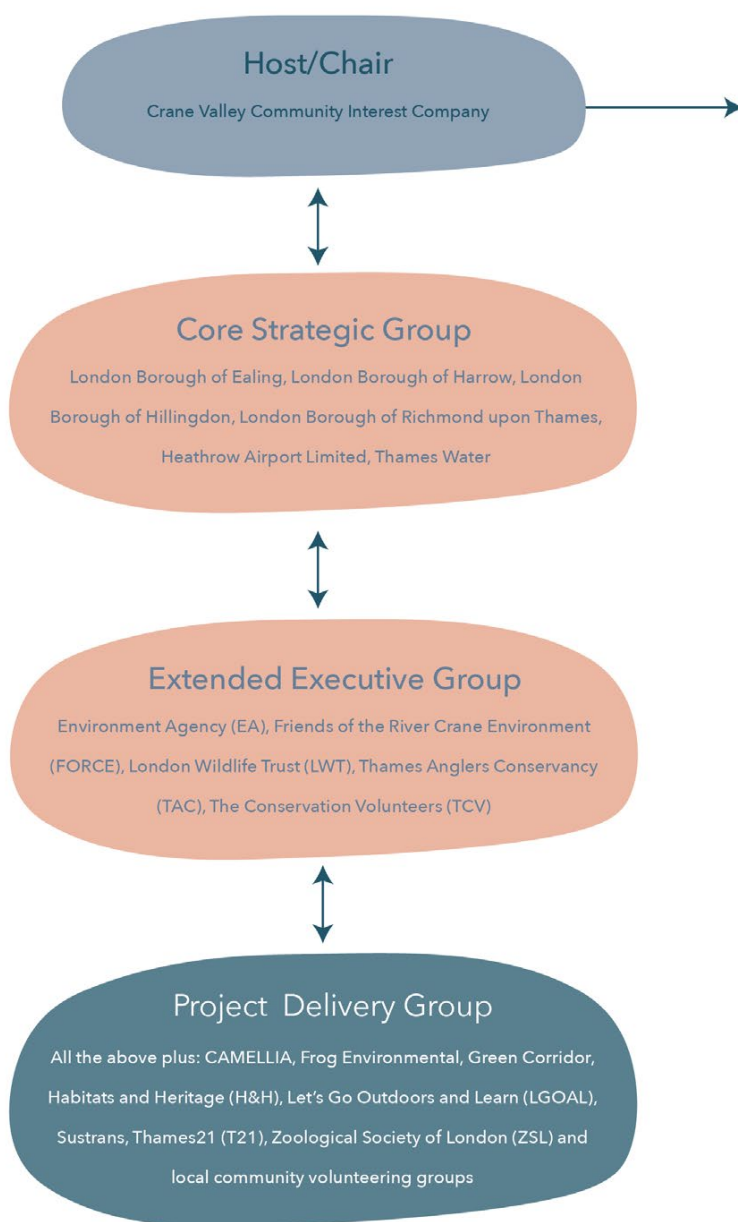 Host/Chair
Crane Valley Community Interest Company
Core Strategic Group
London Borough of Ealing, London Borough of Harrow, London
Borough of Hillingdon, London Borough of Richmond upon Thames,
Heathrow Airport Limited, Thames Water
Extended Executive Group
Environment Agency (EA), Friends of the River Crane Environment
(FORCE), London Wildlife Trust (LWT), Thames Anglers Conservancy
(TAC), The Conservation Volunteers (TCV)
Project Delivery Group
All the above plus: CAMELLIA, Frog Environmental, Green Corridor,
Habitats and Heritage (H&H), Let's Go Outdoors and Learn (LGOAL),
Sustrans, Thames21 (T21), Zoological Society of London (ZSL) and
local community volunteering groups